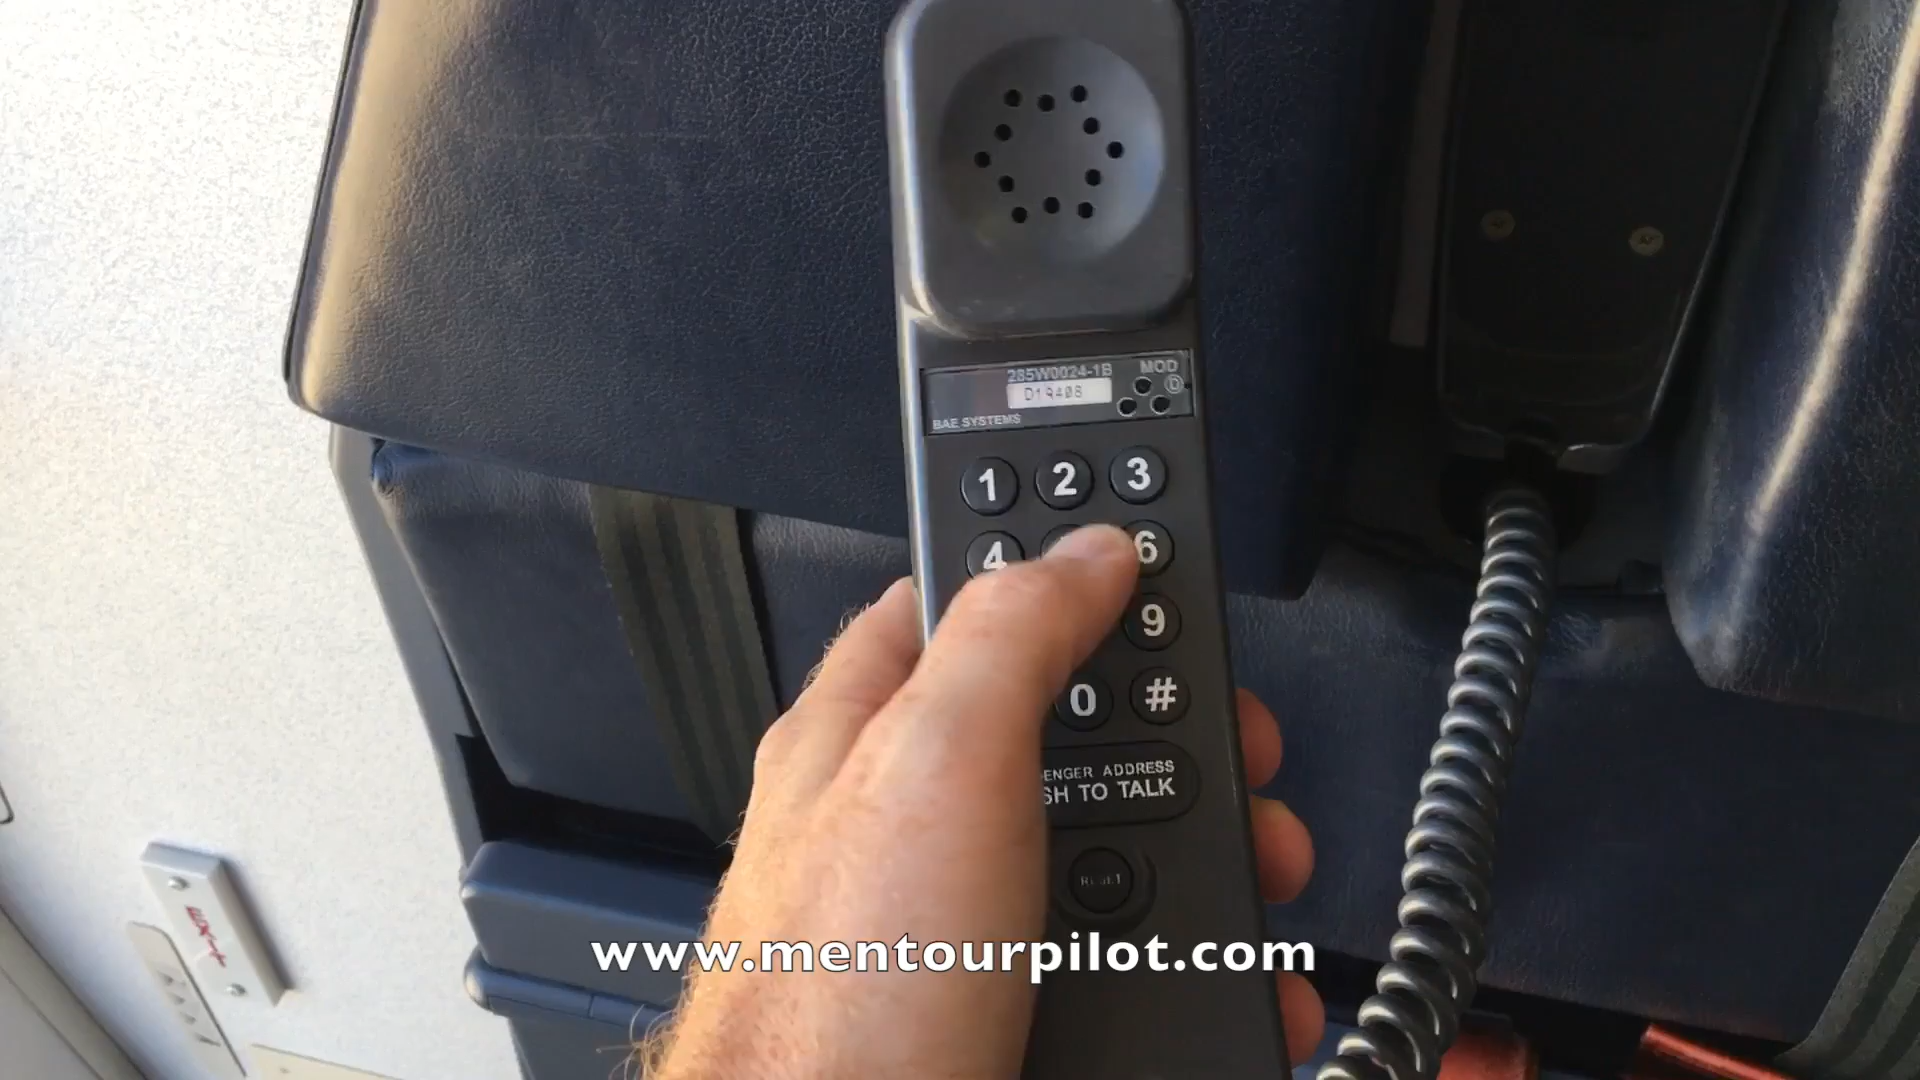 285W0024-1B MOD
D19408 D
BAE SYSTEMS
1 2 3
4 6
9
0 #
ENGER ADDRESS
SH TO TALK
RESET
www.mentourpilot.com